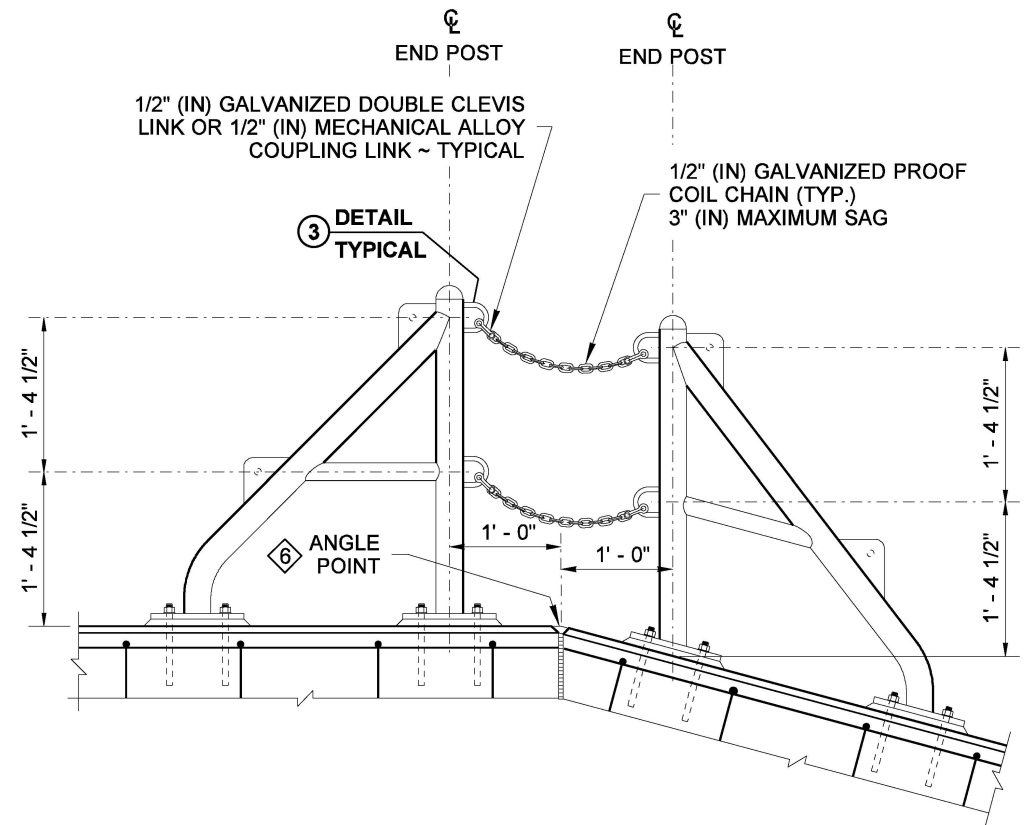 ℄
END POST
℄
END POST
1/2" (IN) GALVANIZED DOUBLE CLEVIS
LINK OR 1/2" (IN) MECHANICAL ALLOY
COUPLING LINK ~ TYPICAL
1/2" (IN) GALVANIZED PROOF
COIL CHAIN (TYP.)
3" (IN) MAXIMUM SAG
3
DETAIL
TYPICAL
1' - 4 1/2"
1' - 4 1/2"
1' - 4 1/2"
1' - 4 1/2"
1' - 0"
1' - 0"
6
ANGLE
POINT